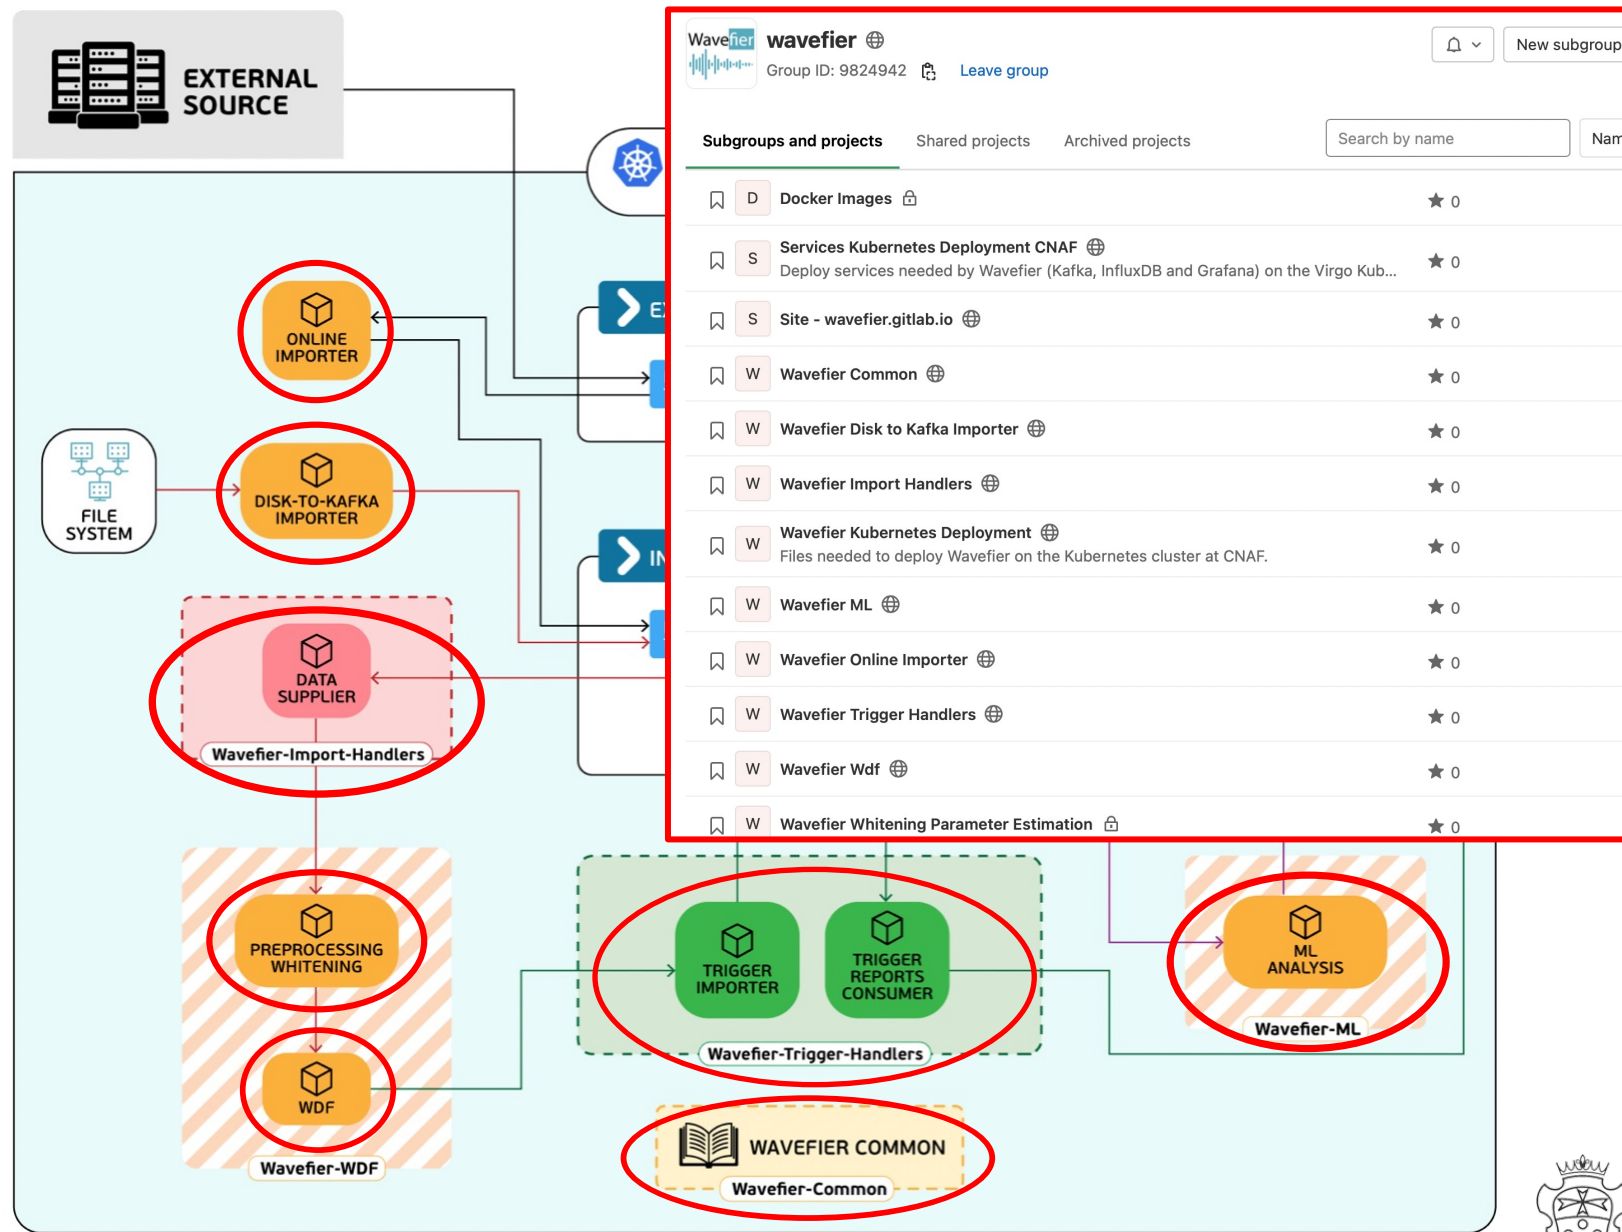 EXTERNAL
SOURCE
Wavefier
wavefier
Group ID: 9824942
Leave group
New subgroup
Subgroups and projects
Shared projects
Archived projects
Search by name
Nam
D
Docker Images
0
S
Services Kubernetes Deployment CNAF
Deploy services needed by Wavefier (Kafka, InfluxDB and Grafana) on the Virgo Kub...
0
S
Site - wavefier.gitlab.io
0
W
Wavefier Common
0
W
Wavefier Disk to Kafka Importer
0
W
Wavefier Import Handlers
0
W
Wavefier Kubernetes Deployment
Files needed to deploy Wavefier on the Kubernetes cluster at CNAF.
0
W
Wavefier ML
0
W
Wavefier Online Importer
0
W
Wavefier Trigger Handlers
0
W
Wavefier Wdf
0
W
Wavefier Whitening Parameter Estimation
0
EX
ONLINE
IMPORTER
FILE
SYSTEM
DISK-TO-KAFKA
IMPORTER
IN
DATA
SUPPLIER
Wavefier-Import-Handlers
PREPROCESSING
WHITENING
WDF
Wavefier-WDF
TRIGGER
IMPORTER
TRIGGER
REPORTS
CONSUMER
Wavefier-Trigger-Handlers
ML
ANALYSIS
Wavefier-ML
WAVEFIER COMMON
Wavefier-Common